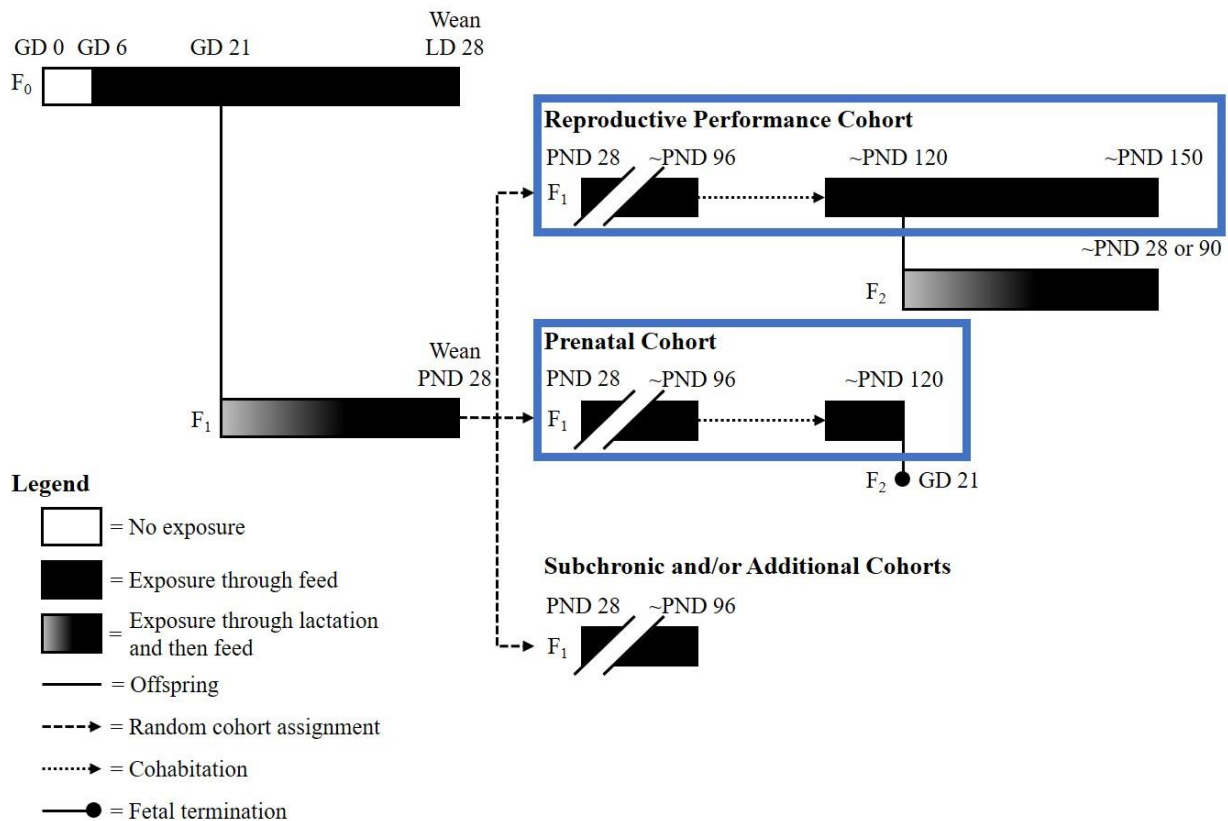 Wean
GD 0 GD 6 GD 21 LD 28
F0
Reproductive Performance Cohort
PND 28 ~PND 96 ~PND 120 ~PND 150
F1
~PND 28 or 90
F2
Prenatal Cohort
Wean
PND 28
PND 28 ~PND 96 ~PND 120
F1
F1
F2 GD 21
Legend
= No exposure
= Exposure through feed
= Exposure through lactation
and then feed
= Offspring
= Random cohort assignment
= Cohabitation
= Fetal termination
Subchronic and/or Additional Cohorts
PND 28 ~PND 96
F1